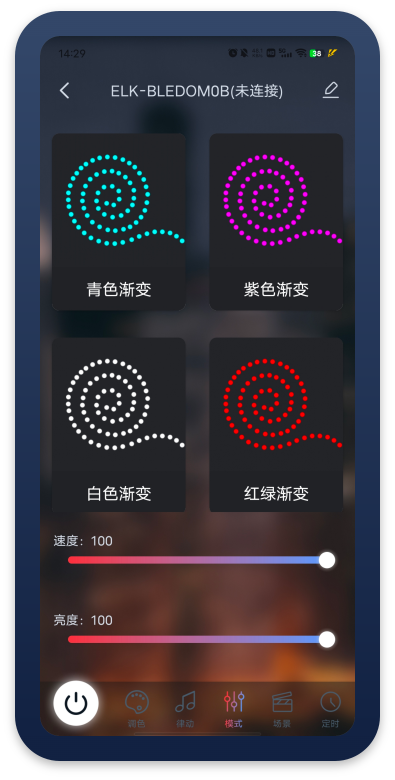 14:29
38
ELK-BLEDOM0B(未连接)
青色渐变
紫色渐变
白色渐变
红绿渐变
速度：100
亮度：100
调色
律动
模式
场景
定时